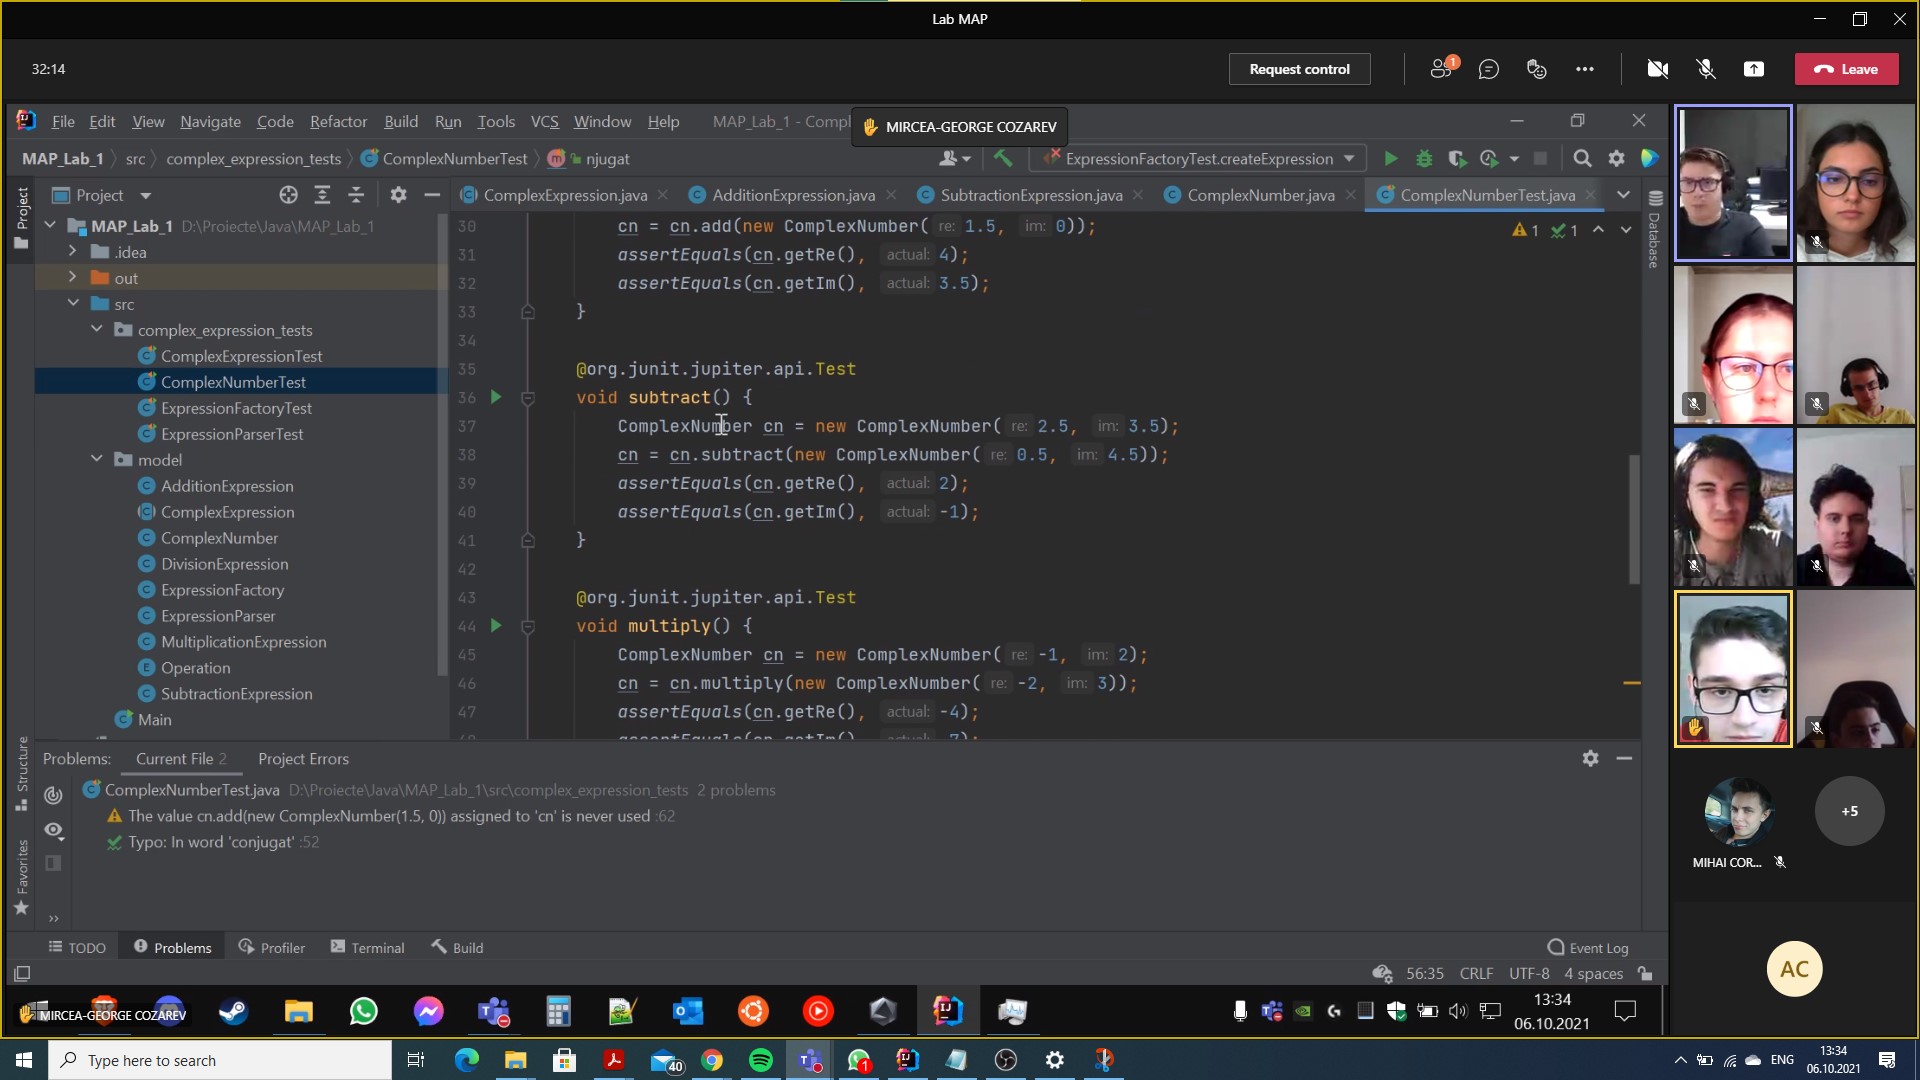 Lab MAP
32:14
Request control
1
Leave
File Edit View Navigate Code Refactor Build Run Tools VCS Window Help MAP_Lab_1 - Compl
MIRCEA-GEORGE COZAREV
MAP_Lab_1 src complex_expression_tests ComplexNumberTest njugat
ExpressionFactoryTest.createExpression
Project
Project
ComplexExpression.java
AdditionExpression.java
SubtractionExpression.java
ComplexNumber.java
ComplexNumberTest.java
Database
MAP_Lab_1 D:\Proiecte\Java\MAP_Lab_1
.idea
out
src
complex_expression_tests
ComplexExpressionTest
ComplexNumberTest
ExpressionFactoryTest
ExpressionParserTest
model
AdditionExpression
ComplexExpression
ComplexNumber
DivisionExpression
ExpressionFactory
ExpressionParser
MultiplicationExpression
Operation
SubtractionExpression
Main
1 1
30 cn = cn.add(new ComplexNumber( re: 1.5, im: 0));
31 assertEquals(cn.getRe(), actual: 4);
32 assertEquals(cn.getIm(), actual: 3.5);
33 }
34
35 @org.junit.jupiter.api.Test
36 void subtract() {
37 ComplexNumber cn = new ComplexNumber( re: 2.5, im: 3.5);
38 cn = cn.subtract(new ComplexNumber( re: 0.5, im: 4.5));
39 assertEquals(cn.getRe(), actual: 2);
40 assertEquals(cn.getIm(), actual: -1);
41 }
42
43 @org.junit.jupiter.api.Test
44 void multiply() {
45 ComplexNumber cn = new ComplexNumber( re: -1, im: 2);
46 cn = cn.multiply(new ComplexNumber( re: -2, im: 3));
47 assertEquals(cn.getRe(), actual: -4);
Structure
Favorites
Problems: Current File 2 Project Errors
ComplexNumberTest.java D:\Proiecte\Java\MAP_Lab_1\src\complex_expression_tests 2 problems
The value cn.add(new ComplexNumber(1.5, 0)) assigned to 'cn' is never used :62
Typo: In word 'conjugat' :52
TODO Problems Profiler Terminal Build
Event Log
56:35 CRLF UTF-8 4 spaces
MIRCEA-GEORGE COZAREV
13:34
06.10.2021
+5
MIHAI COR...
AC
Type here to search
40
1
ENG
13:34
06.10.2021